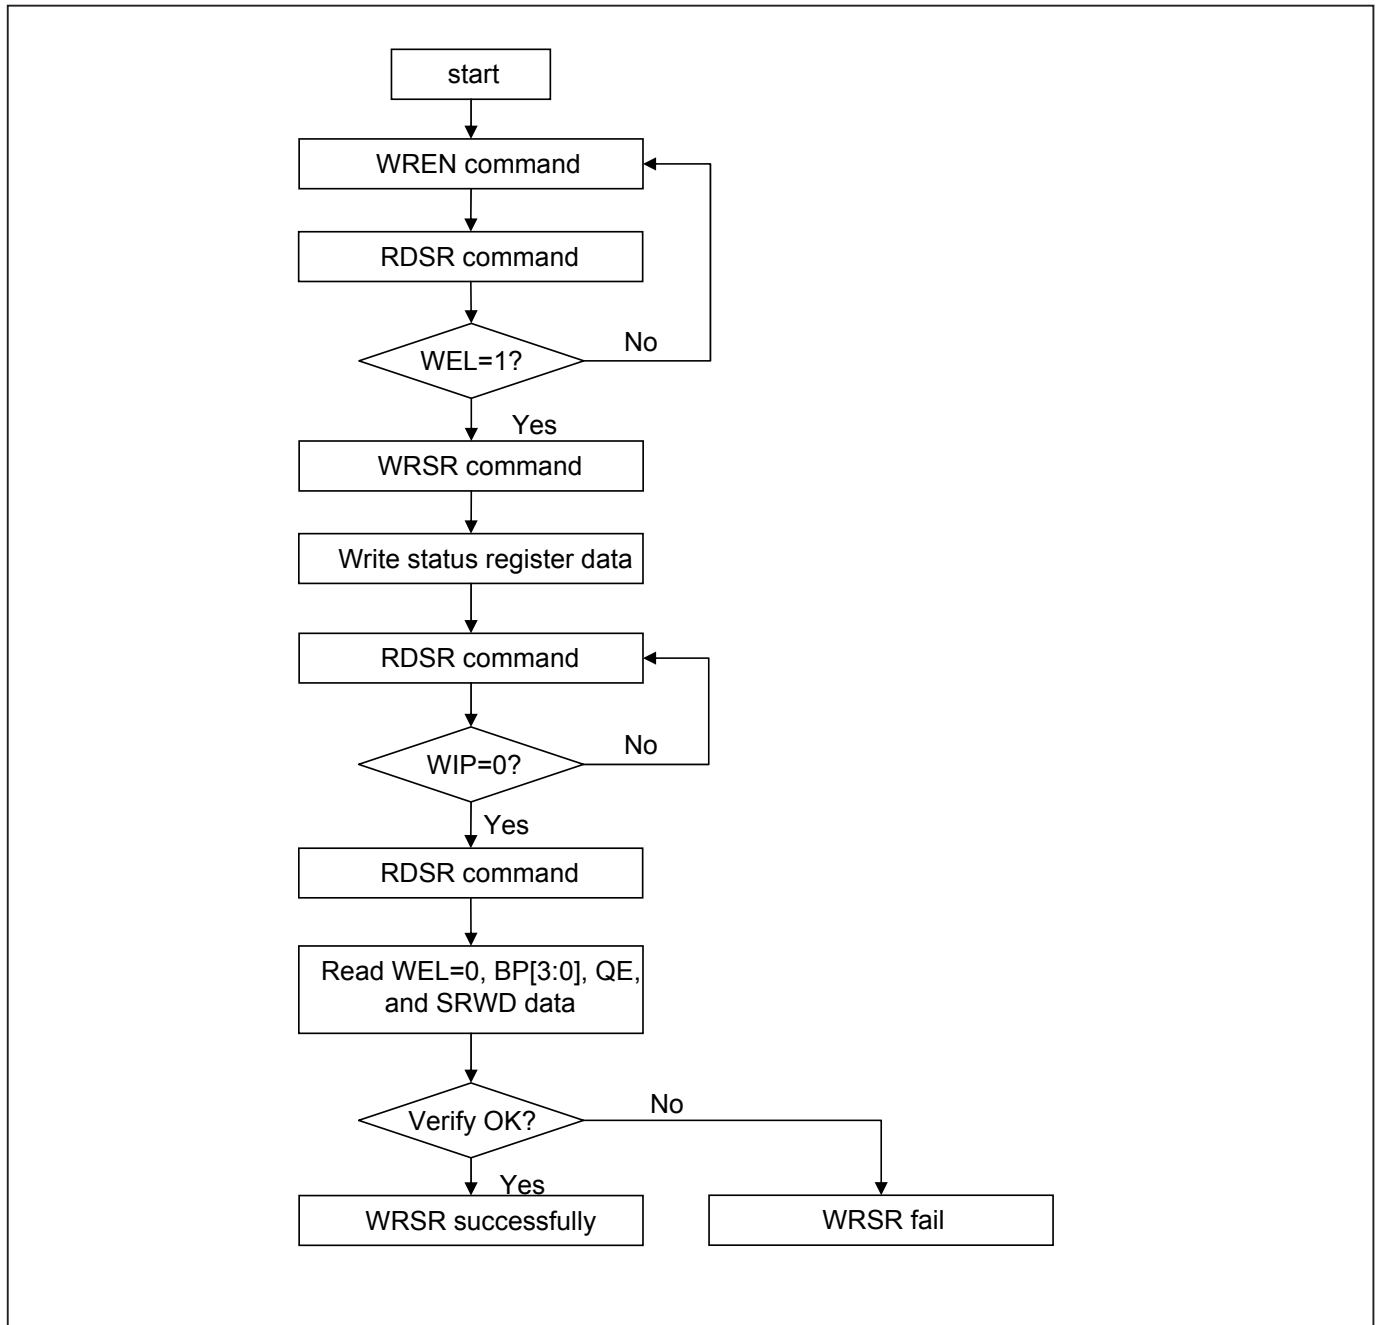 start
WREN command
RDSR command
WEL=1?
No
Yes
WRSR command
Write status register data
RDSR command
WIP=0?
No
Yes
RDSR command
Read WEL=0, BP[3:0], QE,
and SRWD data
Verify OK?
No
Yes
WRSR successfully
WRSR fail